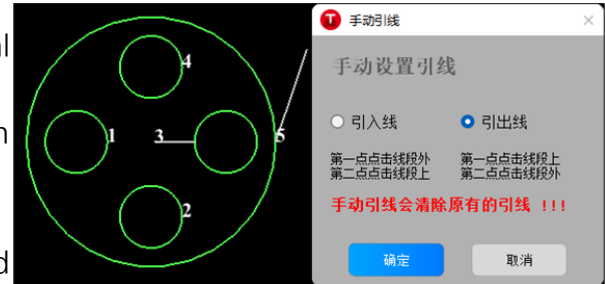 al
n
d
4
1
3
5
2
T 手动引线
手动设置引线
引入线 引出线
第一点点击线段外 第一点点击线段上
第二点点击线段上 第二点点击线段外
手动引线会清除原有的引线 !!!
确定 取消